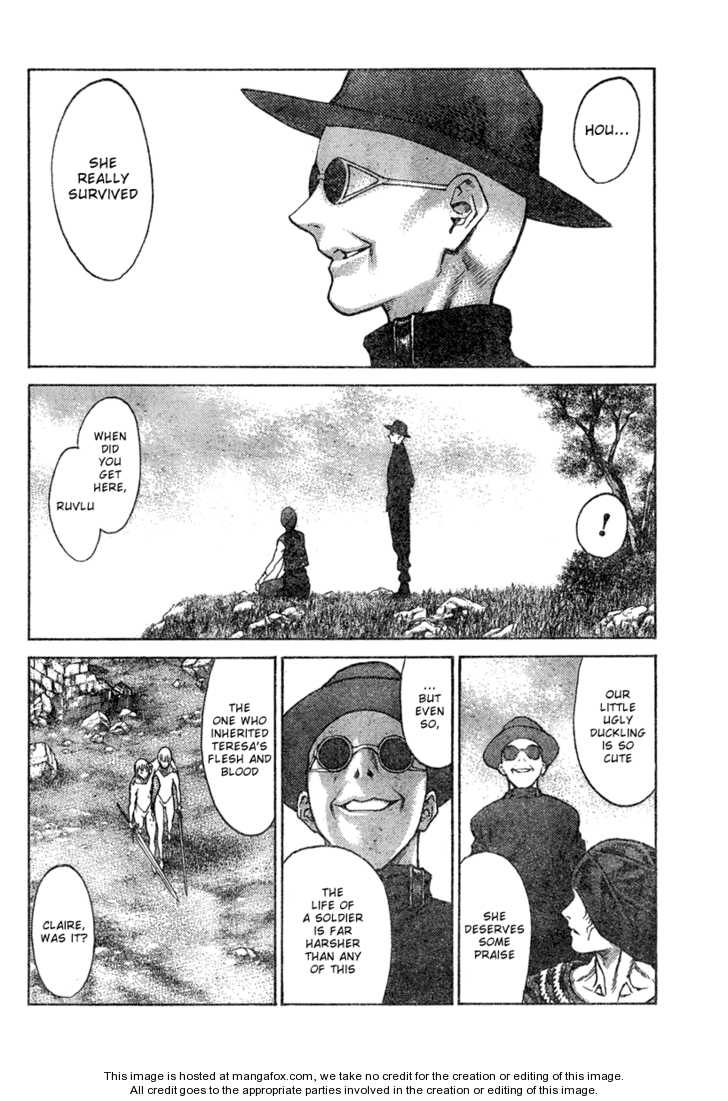 HOU...
SHE
REALLY
SURVIVED
!
WHEN
DID
YOU
GET
HERE,
RUVLU
OUR
LITTLE
UGLY
DUCKLING
IS SO
CUTE
SHE
DESERVES
SOME
PRAISE
...
BUT
EVEN
SO,
THE
LIFE OF
A SOLDIER
IS FAR
HARSHER
THAN ANY
OF THIS
THE
ONE WHO
INHERITED
TERESA'S
FLESH AND
BLOOD
CLAIRE,
WAS IT?
This image is hosted at mangafox.com, we take no credit for the creation or editing of this image.
All credit goes to the appropriate parties involved in the creation or editing of this image.